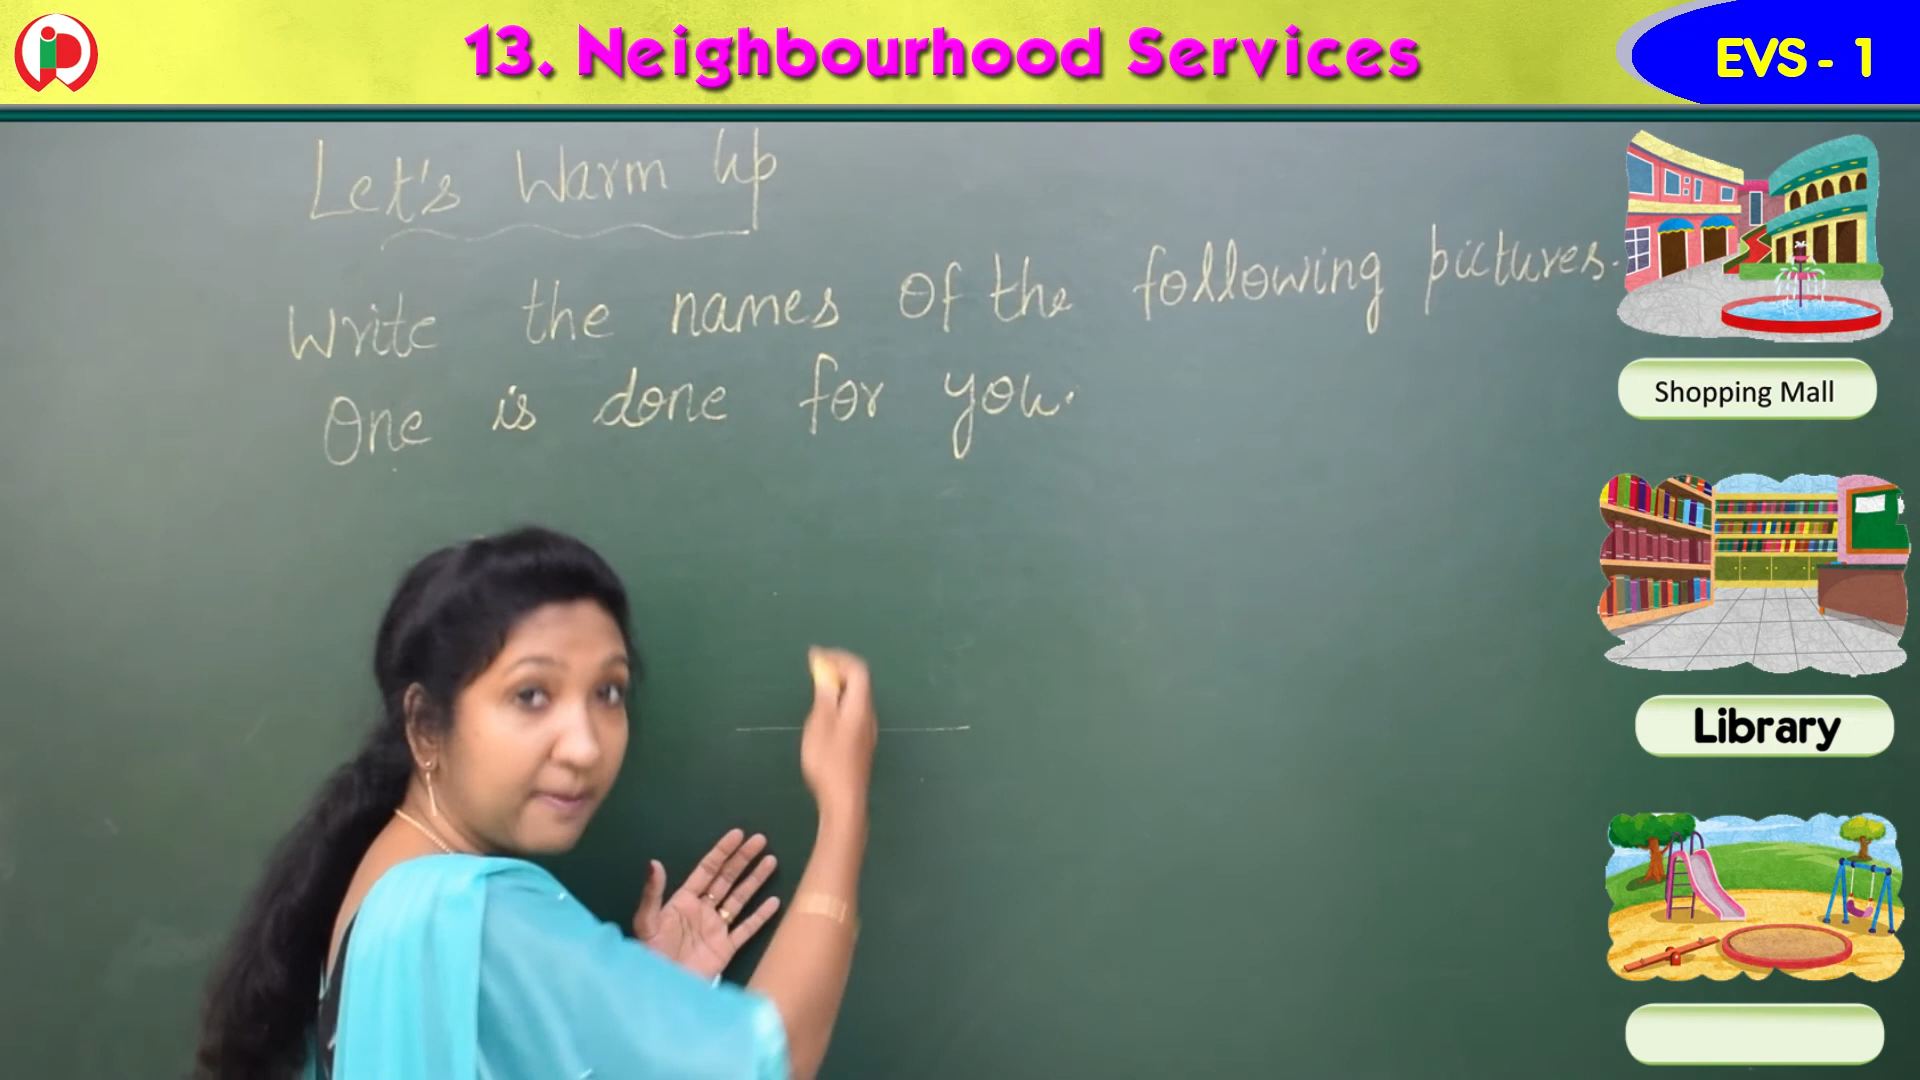 13. Neighbourhood Services
EVS - 1
Let's Warm Up
Write the names of the following pictures.
One is done for you.
Shopping Mall
Library